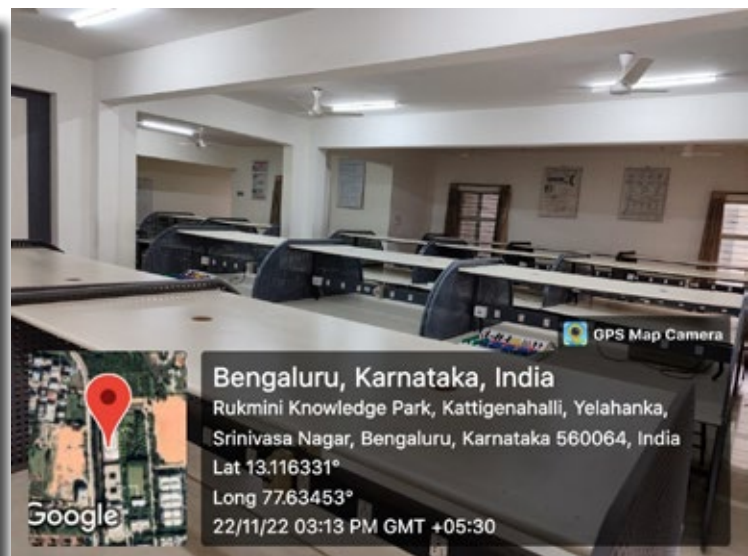 GPS Map Camera
Bengaluru, Karnataka, India
Rukmini Knowledge Park, Kattigenahalli, Yelahanka,
Srinivasa Nagar, Bengaluru, Karnataka 560064, India
Lat 13.116331°
Long 77.63453°
22/11/22 03:13 PM GMT +05:30
Google